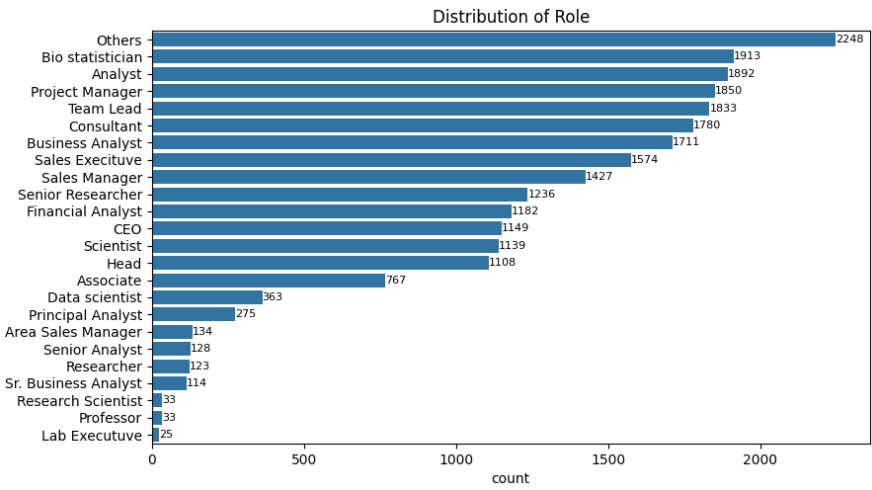 Distribution of Role
Others 2248
Bio statistician 1913
Analyst 1892
Project Manager 1850
Team Lead 1833
Consultant 1780
Business Analyst 1711
Sales Execituve 1574
Sales Manager 1427
Senior Researcher 1236
Financial Analyst 1182
CEO 1149
Scientist 1139
Head 1108
Associate 767
Data scientist 363
Principal Analyst 275
Area Sales Manager 134
Senior Analyst 128
Researcher 123
Sr. Business Analyst 114
Research Scientist 33
Professor 33
Lab Executuve 25
0 500 1000 1500 2000
count